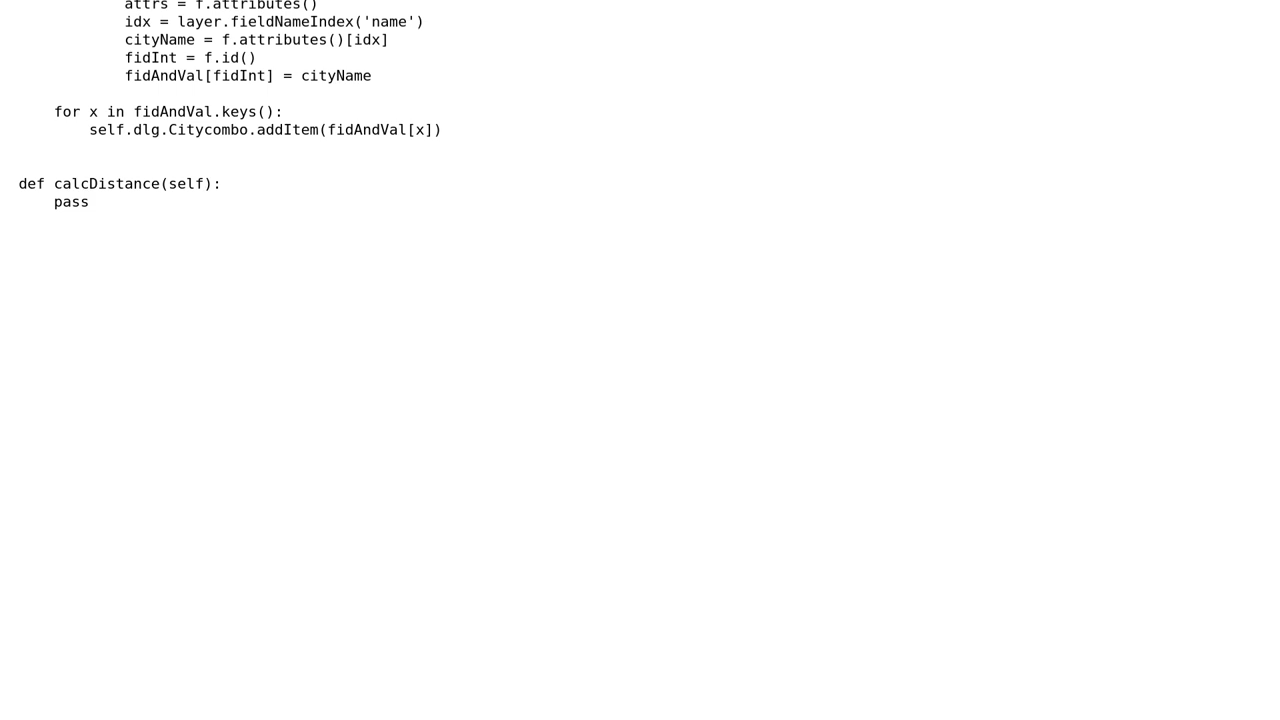 attrs = f.attributes()
idx = layer.fieldNameIndex('name')
cityName = f.attributes()[idx]
fidInt = f.id()
fidAndVal[fidInt] = cityName
for x in fidAndVal.keys():
self.dlg.Citycombo.addItem(fidAndVal[x])
def calcDistance(self):
pass